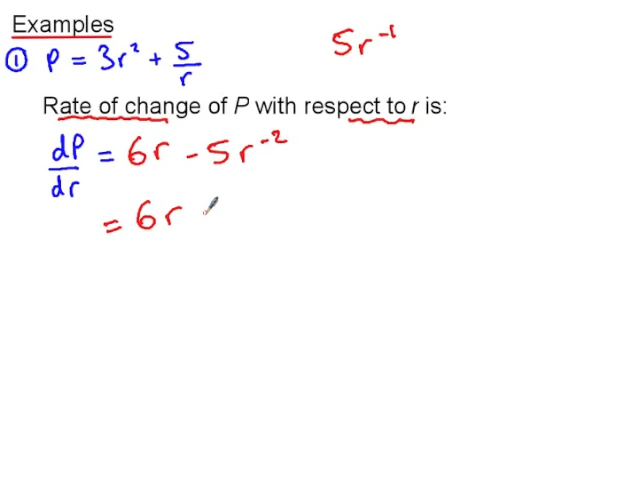 Examples
① P = 3r² + 5/r
5r⁻¹
Rate of change of P with respect to r is:
dP/dr = 6r - 5r⁻²
= 6r